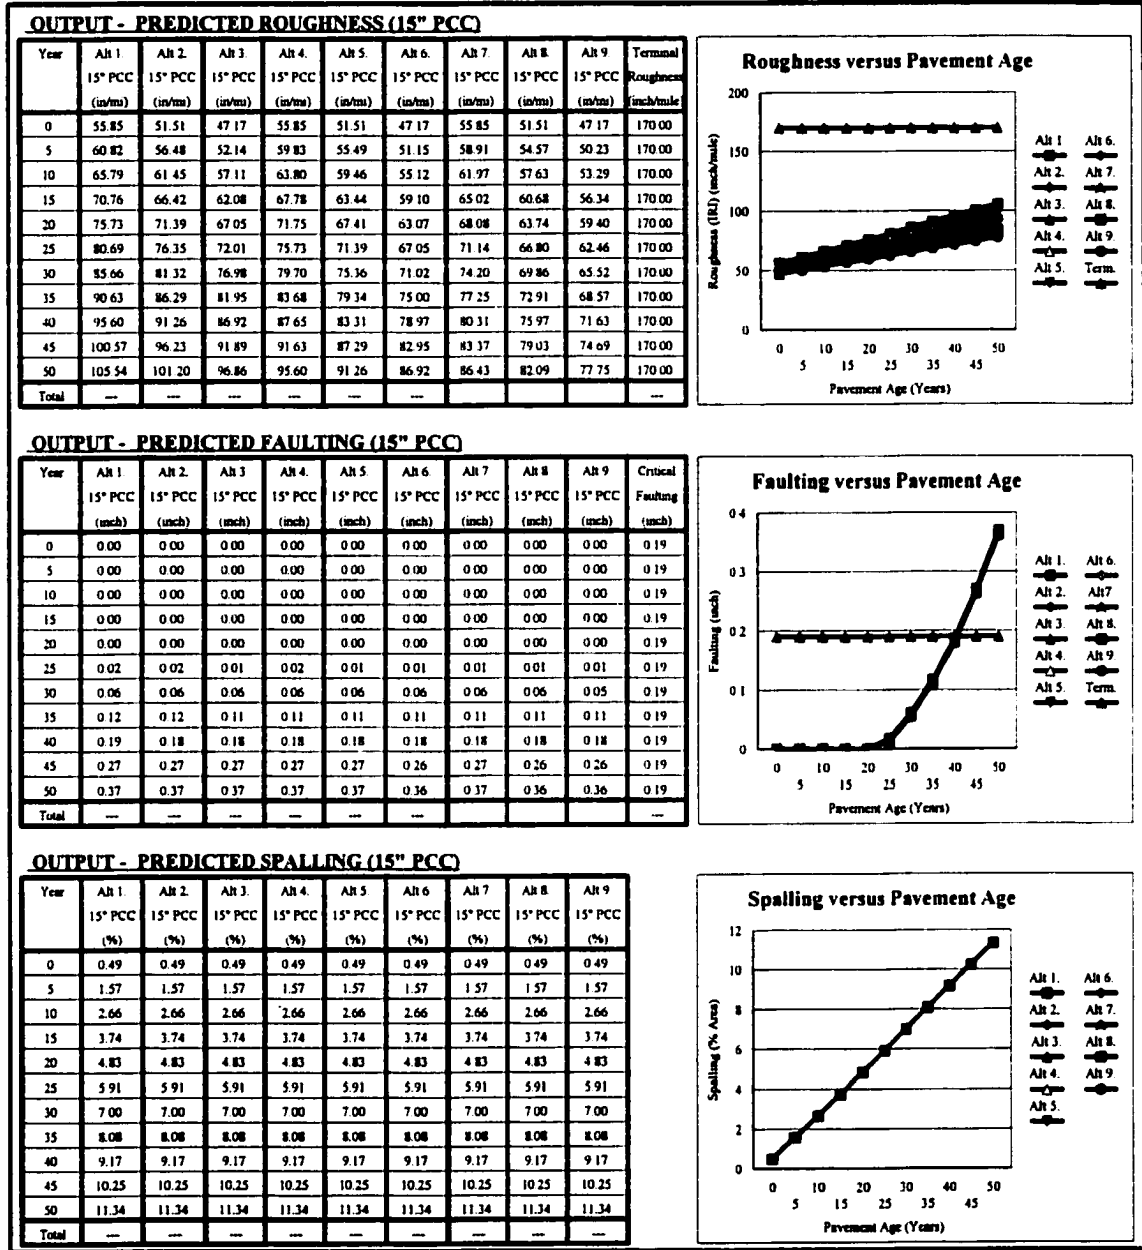 OUTPUT - PREDICTED ROUGHNESS (15" PCC)
Year Alt 1. Alt 2. Alt 3. Alt 4. Alt 5. Alt 6. Alt 7. Alt 8. Alt 9. Terminal
15" PCC 15" PCC 15" PCC 15" PCC 15" PCC 15" PCC 15" PCC 15" PCC 15" PCC Roughness
(in/mi) (in/mi) (in/mi) (in/mi) (in/mi) (in/mi) (in/mi) (in/mi) (in/mi) (inch/mile)
0 55.85 51.51 47.17 55.85 51.51 47.17 55.85 51.51 47.17 170.00
5 60.82 56.48 52.14 59.83 55.49 51.15 58.91 54.57 50.23 170.00
10 65.79 61.45 57.11 63.80 59.46 55.12 61.97 57.63 53.29 170.00
15 70.76 66.42 62.08 67.78 63.44 59.10 65.02 60.68 56.34 170.00
20 75.73 71.39 67.05 71.75 67.41 63.07 68.08 63.74 59.40 170.00
25 80.69 76.35 72.01 75.73 71.39 67.05 71.14 66.80 62.46 170.00
30 85.66 81.32 76.98 79.70 75.36 71.02 74.20 69.86 65.52 170.00
35 90.63 86.29 81.95 83.68 79.34 75.00 77.25 72.91 68.57 170.00
40 95.60 91.26 86.92 87.65 83.31 78.97 80.31 75.97 71.63 170.00
45 100.57 96.23 91.89 91.63 87.29 82.95 83.37 79.03 74.69 170.00
50 105.54 101.20 96.86 95.60 91.26 86.92 86.43 82.09 77.75 170.00
Total --- --- --- --- --- --- ---
Roughness versus Pavement Age
Roughness (IRI) (inch/mile)
200
150
100
50
0
0 10 20 30 40 50
5 15 25 35 45
Pavement Age (Years)
Alt 1 Alt 6.
Alt 2. Alt 7.
Alt 3. Alt 8.
Alt 4. Alt 9.
Alt 5. Term.
OUTPUT - PREDICTED FAULTING (15" PCC)
Year Alt 1. Alt 2. Alt 3 Alt 4. Alt 5. Alt 6. Alt 7 Alt 8 Alt 9 Critical
15" PCC 15" PCC 15" PCC 15" PCC 15" PCC 15" PCC 15" PCC 15" PCC 15" PCC Faulting
(inch) (inch) (inch) (inch) (inch) (inch) (inch) (inch) (inch) (inch)
0 0.00 0.00 0.00 0.00 0.00 0.00 0.00 0.00 0.00 0.19
5 0.00 0.00 0.00 0.00 0.00 0.00 0.00 0.00 0.00 0.19
10 0.00 0.00 0.00 0.00 0.00 0.00 0.00 0.00 0.00 0.19
15 0.00 0.00 0.00 0.00 0.00 0.00 0.00 0.00 0.00 0.19
20 0.00 0.00 0.00 0.00 0.00 0.00 0.00 0.00 0.00 0.19
25 0.02 0.02 0.01 0.02 0.01 0.01 0.01 0.01 0.01 0.19
30 0.06 0.06 0.06 0.06 0.06 0.06 0.06 0.06 0.05 0.19
35 0.12 0.12 0.11 0.11 0.11 0.11 0.11 0.11 0.11 0.19
40 0.19 0.18 0.18 0.18 0.18 0.18 0.18 0.18 0.18 0.19
45 0.27 0.27 0.27 0.27 0.27 0.26 0.27 0.26 0.26 0.19
50 0.37 0.37 0.37 0.37 0.37 0.36 0.37 0.36 0.36 0.19
Total --- --- --- --- --- --- ---
Faulting versus Pavement Age
Faulting (inch)
0.4
0.3
0.2
0.1
0
0 10 20 30 40 50
5 15 25 35 45
Pavement Age (Years)
Alt 1. Alt 6.
Alt 2. Alt7
Alt 3. Alt 8.
Alt 4. Alt 9.
Alt 5. Term.
OUTPUT - PREDICTED SPALLING (15" PCC)
Year Alt 1. Alt 2. Alt 3. Alt 4. Alt 5. Alt 6 Alt 7 Alt 8. Alt 9
15" PCC 15" PCC 15" PCC 15" PCC 15" PCC 15" PCC 15" PCC 15" PCC 15" PCC
(%) (%) (%) (%) (%) (%) (%) (%) (%)
0 0.49 0.49 0.49 0.49 0.49 0.49 0.49 0.49 0.49
5 1.57 1.57 1.57 1.57 1.57 1.57 1.57 1.57 1.57
10 2.66 2.66 2.66 2.66 2.66 2.66 2.66 2.66 2.66
15 3.74 3.74 3.74 3.74 3.74 3.74 3.74 3.74 3.74
20 4.83 4.83 4.83 4.83 4.83 4.83 4.83 4.83 4.83
25 5.91 5.91 5.91 5.91 5.91 5.91 5.91 5.91 5.91
30 7.00 7.00 7.00 7.00 7.00 7.00 7.00 7.00 7.00
35 8.08 8.08 8.08 8.08 8.08 8.08 8.08 8.08 8.08
40 9.17 9.17 9.17 9.17 9.17 9.17 9.17 9.17 9.17
45 10.25 10.25 10.25 10.25 10.25 10.25 10.25 10.25 10.25
50 11.34 11.34 11.34 11.34 11.34 11.34 11.34 11.34 11.34
Total --- --- --- --- --- --- --- --- ---
Spalling versus Pavement Age
Spalling (% Area)
12
10
8
6
4
2
0
0 10 20 30 40 50
5 15 25 35 45
Pavement Age (Years)
Alt 1. Alt 6.
Alt 2. Alt 7.
Alt 3. Alt 8.
Alt 4. Alt 9.
Alt 5.